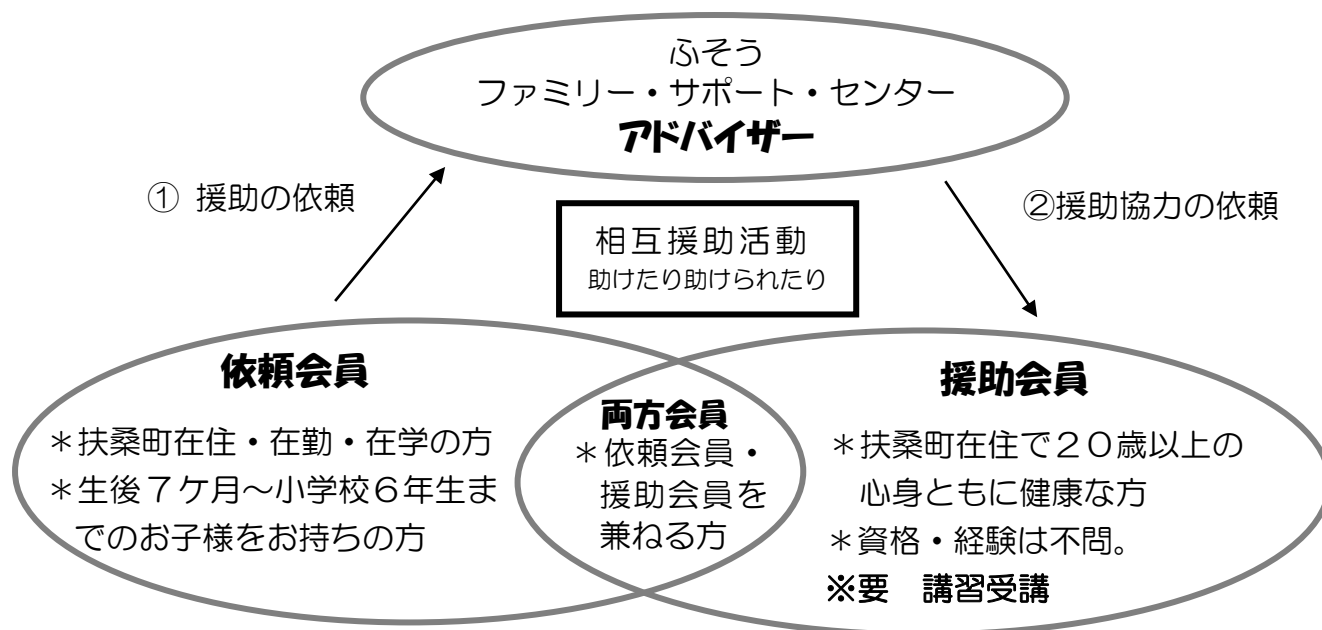 ふそう
ファミリー・サポート・センター
アドバイザー
① 援助の依頼
②援助協力の依頼
相互援助活動
助けたり助けられたり
依頼会員
＊扶桑町在住・在勤・在学の方
＊生後７ケ月～小学校６年生ま
でのお子様をお持ちの方
両方会員
＊依頼会員・
援助会員を
兼ねる方
援助会員
＊扶桑町在住で２０歳以上の
心身ともに健康な方
＊資格・経験は不問。
※要　講習受講